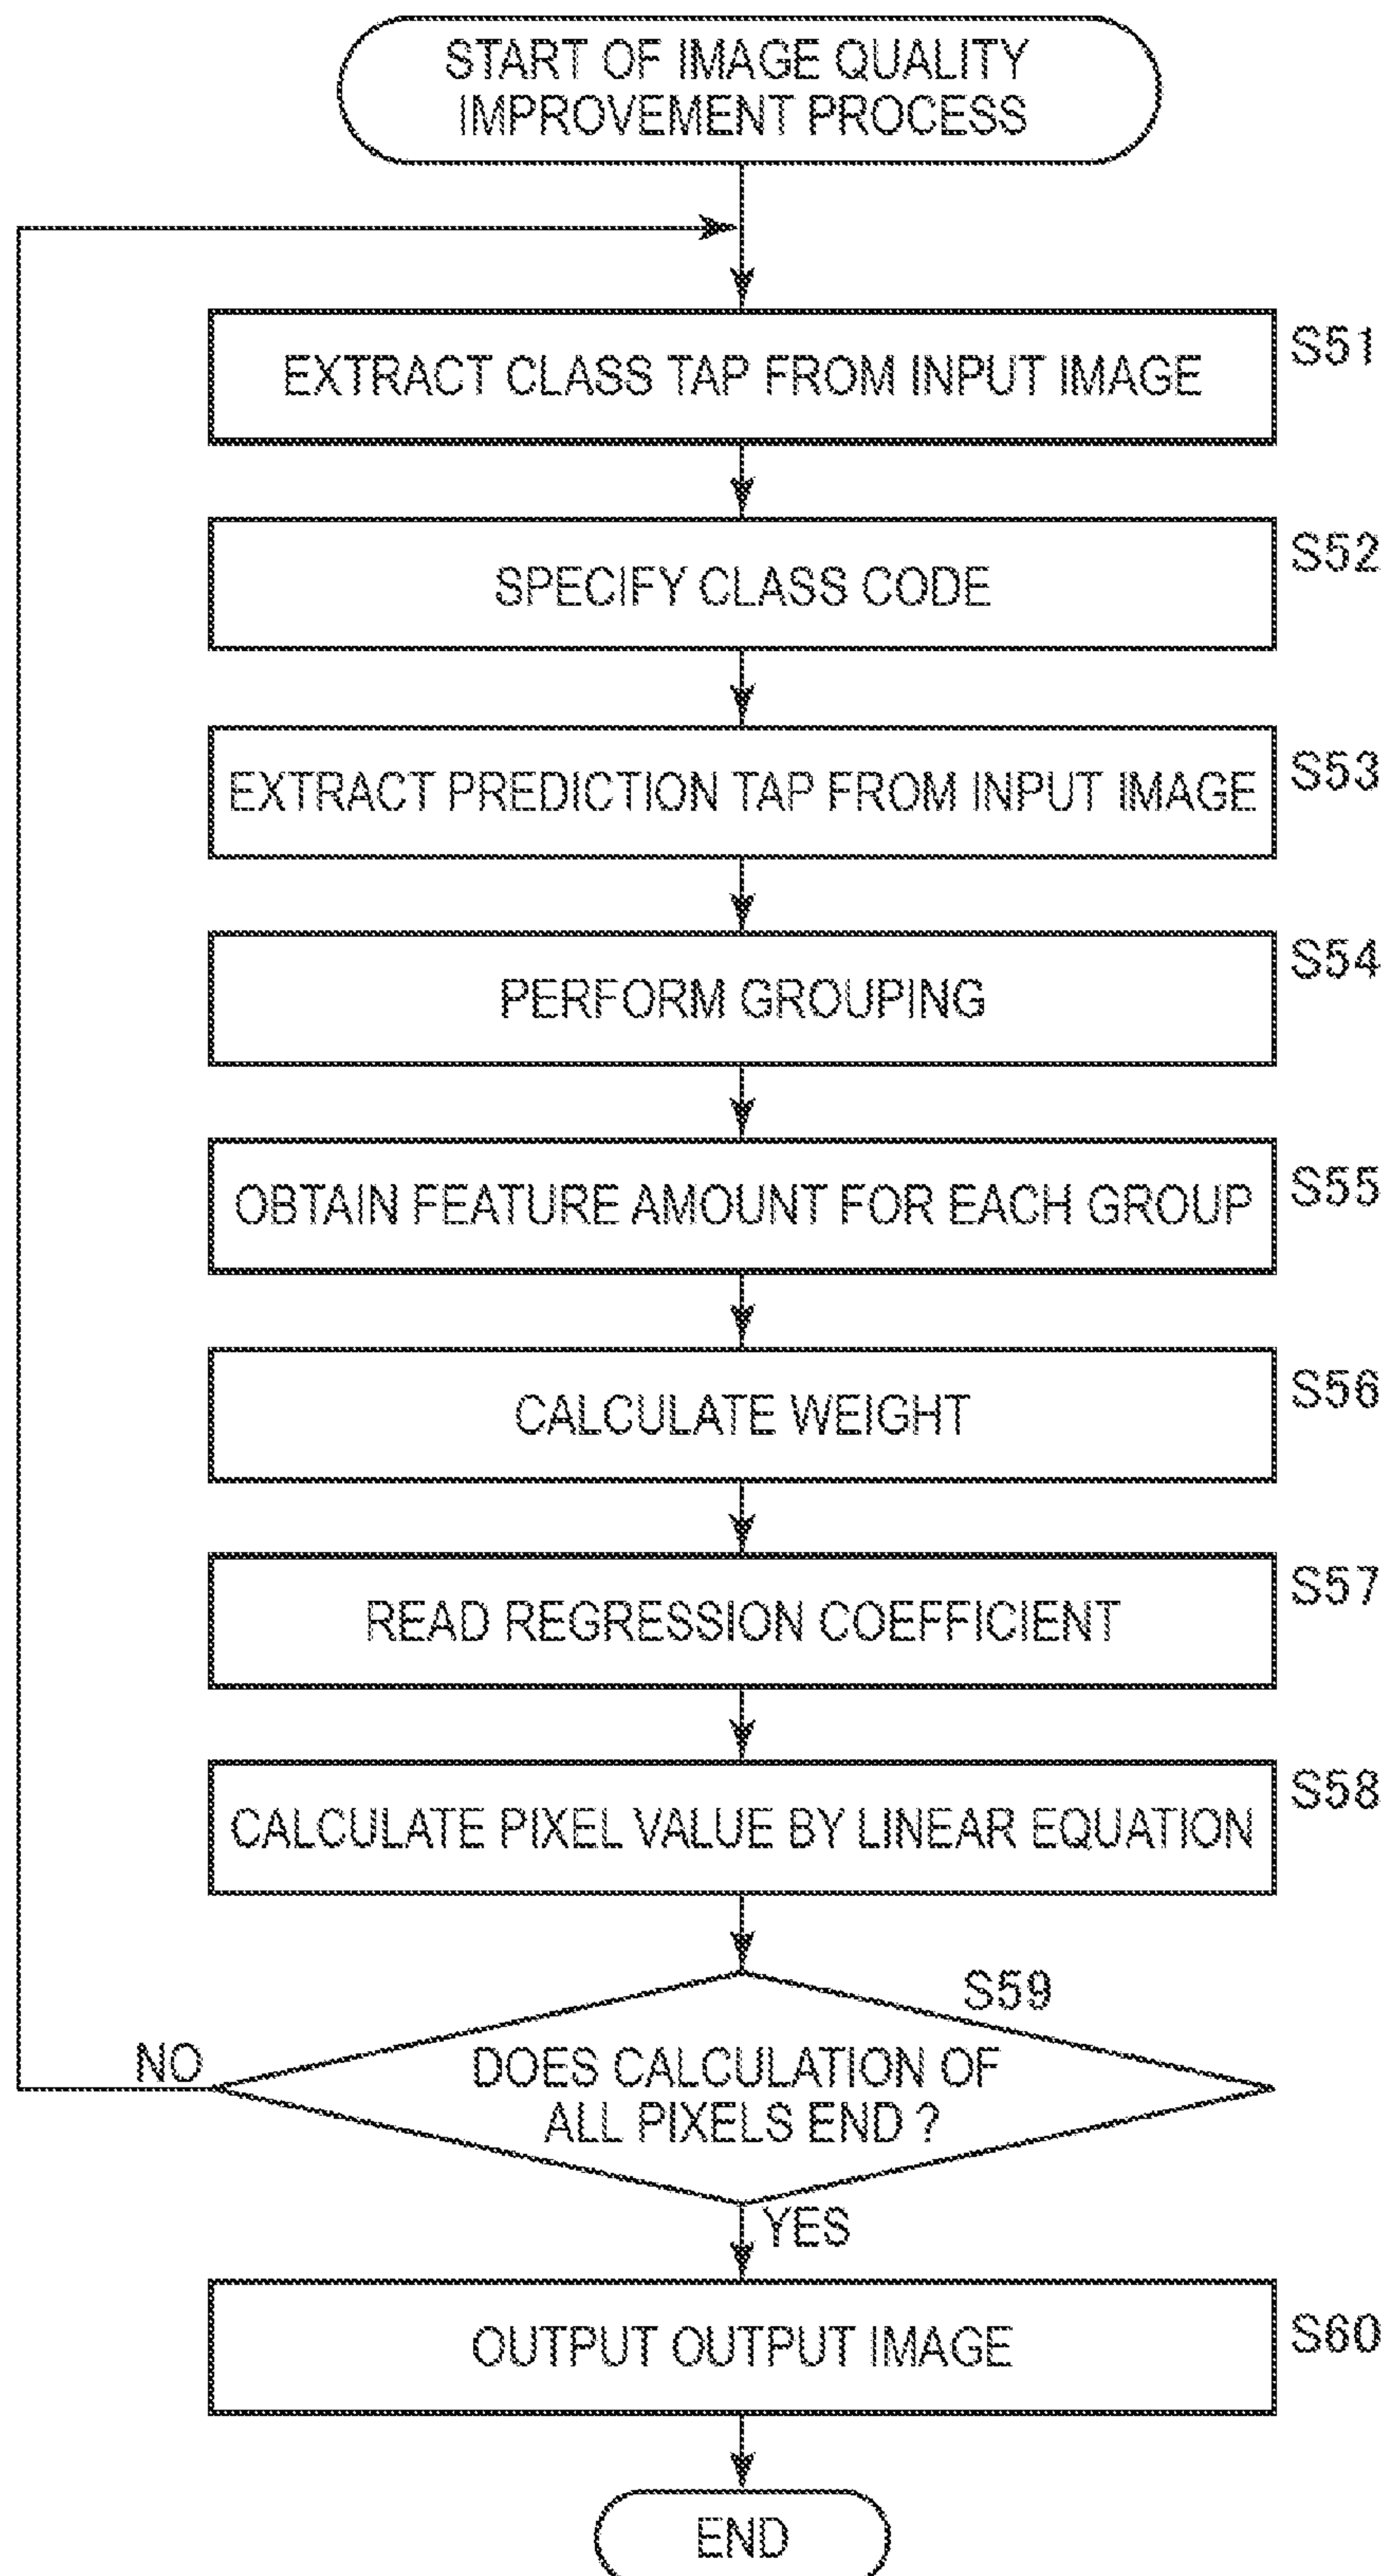 START OF IMAGE QUALITY
IMPROVEMENT PROCESS
EXTRACT CLASS TAP FROM INPUT IMAGE
S51
SPECIFY CLASS CODE
S52
EXTRACT PREDICTION TAP FROM INPUT IMAGE
S53
PERFORM GROUPING
S54
OBTAIN FEATURE AMOUNT FOR EACH GROUP
S55
CALCULATE WEIGHT
S56
READ REGRESSION COEFFICIENT
S57
CALCULATE PIXEL VALUE BY LINEAR EQUATION
S58
S59
NO
DOES CALCULATION OF
ALL PIXELS END ?
YES
OUTPUT OUTPUT IMAGE
S60
END